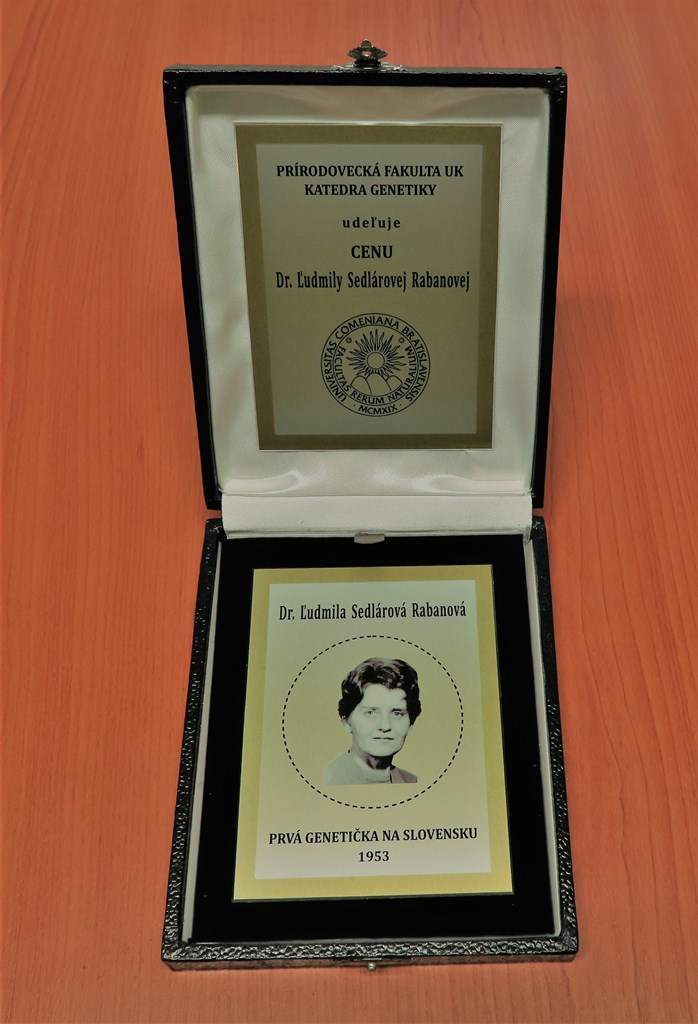 PRÍRODOVECKÁ FAKULTA UK
KATEDRA GENETIKY
udeľuje
CENU
Dr. Ľudmily Sedlárovej Rabanovej
UNIVERSITAS COMENIANA BRATISLAVENSIS
FACULTAS RERUM NATURALIUM
· MCMXIX ·
Dr. Ľudmila Sedlárová Rabanová
PRVÁ GENETIČKA NA SLOVENSKU
1953